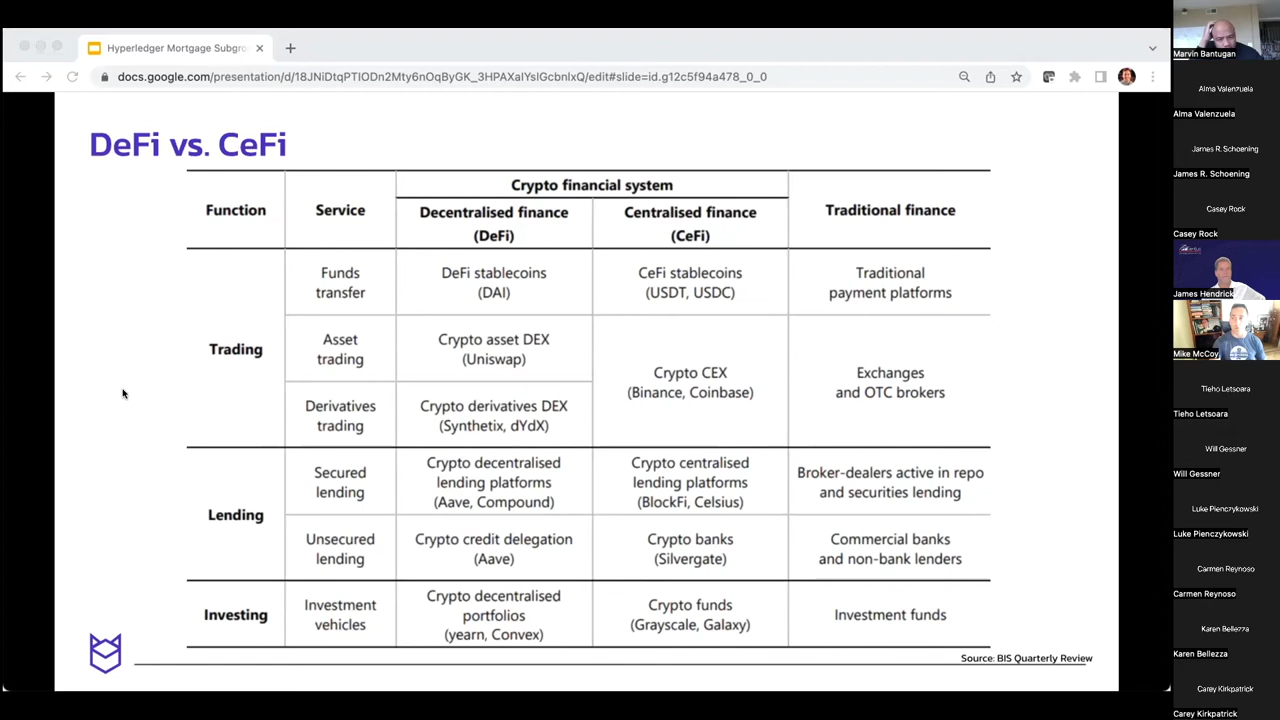 Hyperledger Mortgage Subgro
docs.google.com/presentation/d/18JNiDtqPTIODn2Mty6nOqByGK_3HPAXalYsIGcbnlxQ/edit#slide=id.g12c5f94a478_0_0
DeFi vs. CeFi
Function
Service
Crypto financial system
Decentralised finance
(DeFi)
Centralised finance
(CeFi)
Traditional finance
Trading
Funds
transfer
DeFi stablecoins
(DAI)
CeFi stablecoins
(USDT, USDC)
Traditional
payment platforms
Asset
trading
Crypto asset DEX
(Uniswap)
Crypto CEX
(Binance, Coinbase)
Exchanges
and OTC brokers
Derivatives
trading
Crypto derivatives DEX
(Synthetix, dYdX)
Lending
Secured
lending
Crypto decentralised
lending platforms
(Aave, Compound)
Crypto centralised
lending platforms
(BlockFi, Celsius)
Broker-dealers active in repo
and securities lending
Unsecured
lending
Crypto credit delegation
(Aave)
Crypto banks
(Silvergate)
Commercial banks
and non-bank lenders
Investing
Investment
vehicles
Crypto decentralised
portfolios
(yearn, Convex)
Crypto funds
(Grayscale, Galaxy)
Investment funds
Source: BIS Quarterly Review
Marvin Bantugan
Alma Valenzuela
Alma Valenzuela
James R. Schoening
James R. Schoening
Casey Rock
Casey Rock
James Hendrick
Mike McCoy
Tieho Letsoara
Tieho Letsoara
Will Gessner
Will Gessner
Luke Pienczykowski
Luke Pienczykowski
Carmen Reynoso
Carmen Reynoso
Karen Bellezza
Karen Bellezza
Carey Kirkpatrick
Carey Kirkpatrick